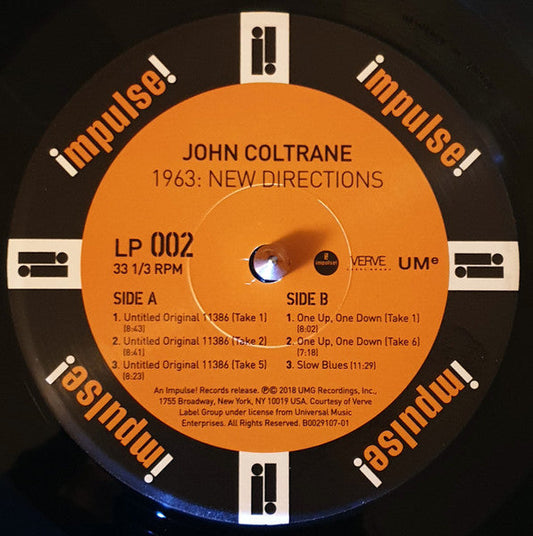 impulse!
impulse!
JOHN COLTRANE
1963: NEW DIRECTIONS
LP 002
33 1/3 RPM
impulse!
VERVE
LABEL GROUP
UMe
SIDE A
1. Untitled Original 11386 (Take 1)
(8:43)
2. Untitled Original 11386 (Take 2)
(8:41)
3. Untitled Original 11386 (Take 5)
(8:23)
SIDE B
1. One Up, One Down (Take 1)
(8:02)
2. One Up, One Down (Take 6)
(7:18)
3. Slow Blues (11:29)
An Impulse! Records release. ℗© 2018 UMG Recordings, Inc.,
1755 Broadway, New York, NY 10019 USA. Courtesy of Verve
Label Group under license from Universal Music
Enterprises. All Rights Reserved. B0029107-01
impulse!
impulse!